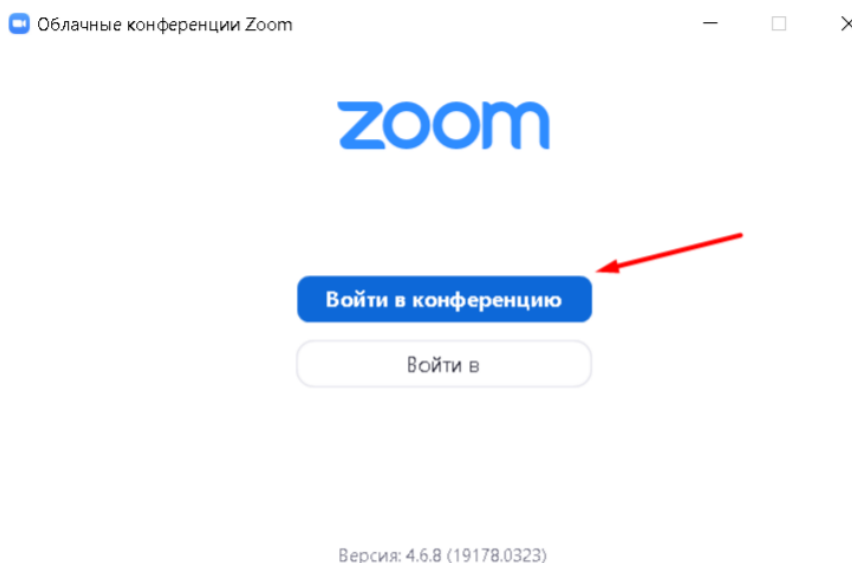 Облачные конференции Zoom
zoom
Войти в конференцию
Войти в
Версия: 4.6.8 (19178.0323)